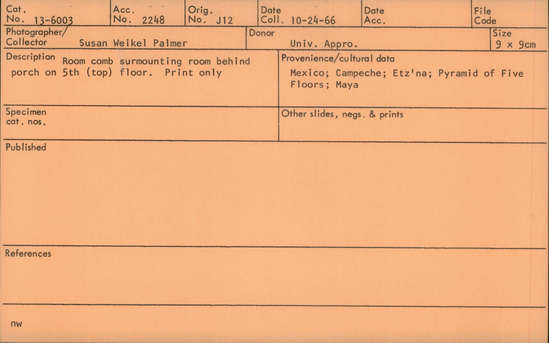 Cat. No. 13-6003 Acc. No. 2248 Orig. No. J12 Date Coll. 10-24-66 Date Acc. File Code
Photographer/Collector Susan Weikel Palmer Donor Univ. Appro. Size 9 x 9cm
Description Room comb surmounting room behind
porch on 5th (top) floor. Print only
Provenience/cultural data
Mexico; Campeche; Etz'na; Pyramid of Five
Floors; Maya
Specimen
cat. nos.
Other slides, negs. & prints
Published
References
nw